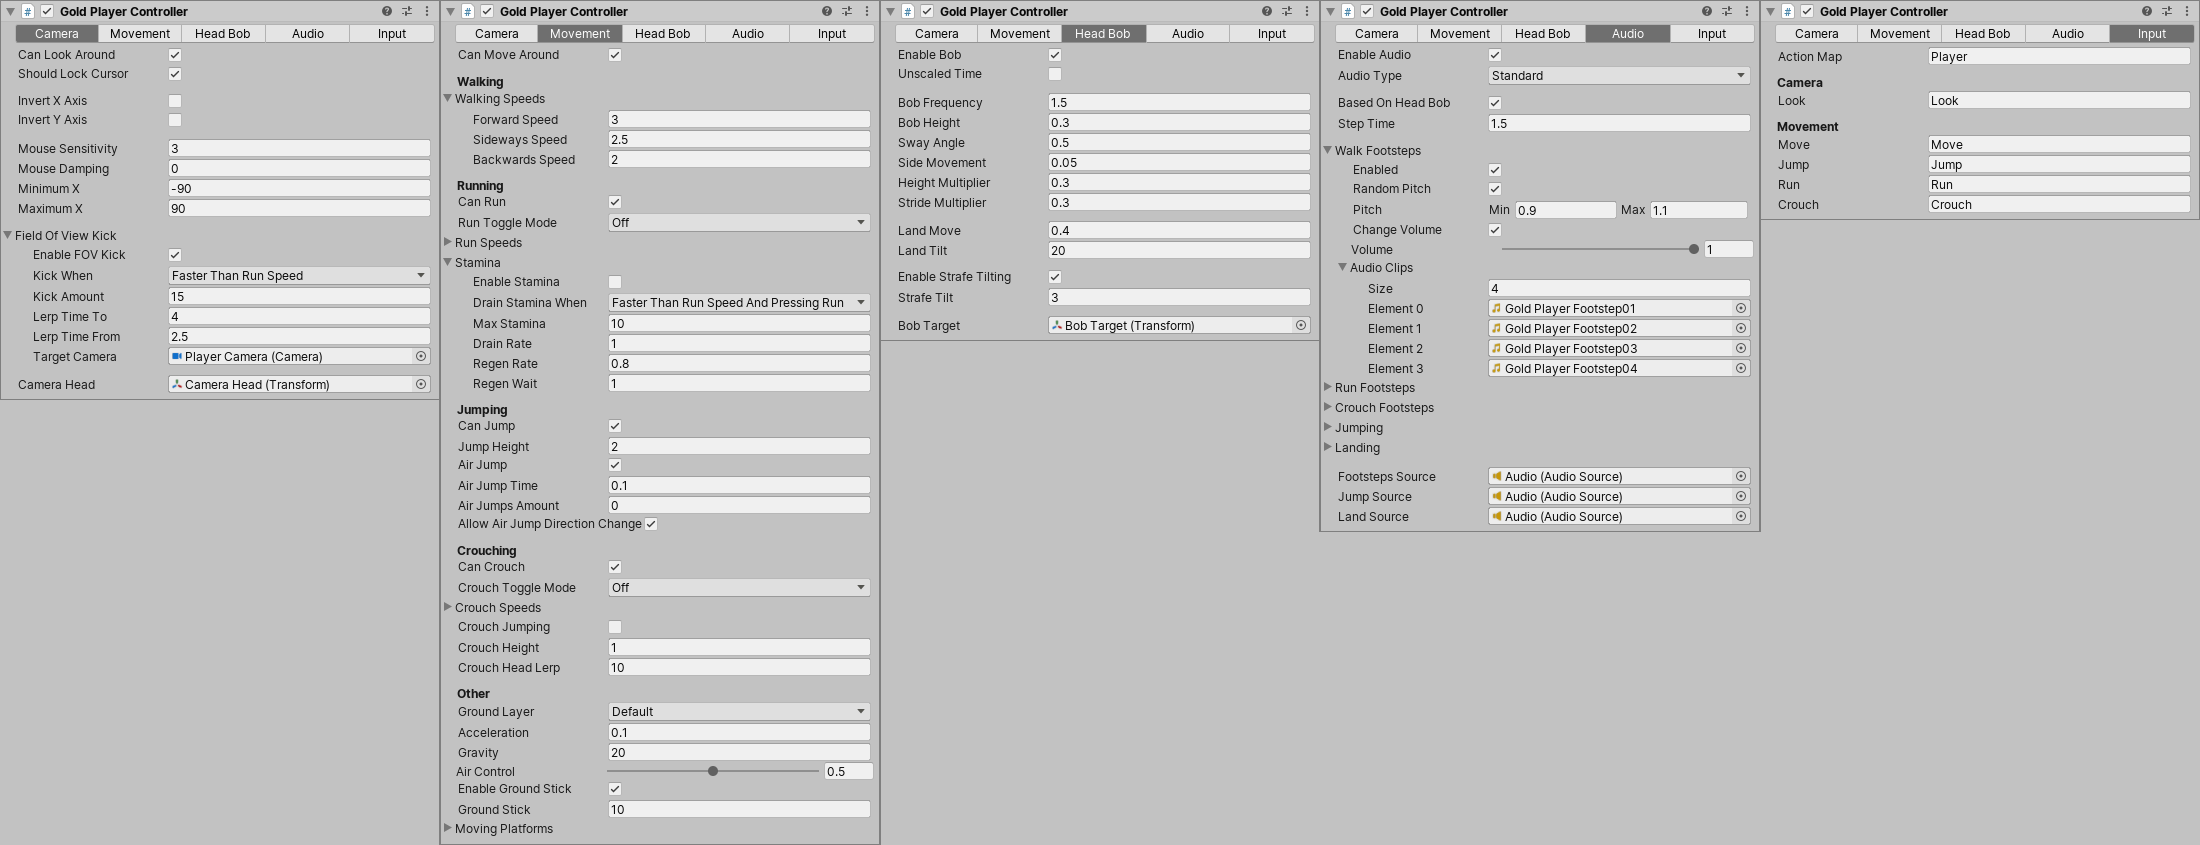 Gold Player Controller
Camera Movement Head Bob Audio Input
Can Look Around
Should Lock Cursor
Invert X Axis
Invert Y Axis
Mouse Sensitivity 3
Mouse Damping 0
Minimum X -90
Maximum X 90
Field Of View Kick
Enable FOV Kick
Kick When Faster Than Run Speed
Kick Amount 15
Lerp Time To 4
Lerp Time From 2.5
Target Camera Player Camera (Camera)
Camera Head Camera Head (Transform)
Gold Player Controller
Camera Movement Head Bob Audio Input
Can Move Around
Walking
Walking Speeds
Forward Speed 3
Sideways Speed 2.5
Backwards Speed 2
Running
Can Run
Run Toggle Mode Off
Run Speeds
Stamina
Enable Stamina
Drain Stamina When Faster Than Run Speed And Pressing Run
Max Stamina 10
Drain Rate 1
Regen Rate 0.8
Regen Wait 1
Jumping
Can Jump
Jump Height 2
Air Jump
Air Jump Time 0.1
Air Jumps Amount 0
Allow Air Jump Direction Change
Crouching
Can Crouch
Crouch Toggle Mode Off
Crouch Speeds
Crouch Jumping
Crouch Height 1
Crouch Head Lerp 10
Other
Ground Layer Default
Acceleration 0.1
Gravity 20
Air Control 0.5
Enable Ground Stick
Ground Stick 10
Moving Platforms
Gold Player Controller
Camera Movement Head Bob Audio Input
Enable Bob
Unscaled Time
Bob Frequency 1.5
Bob Height 0.3
Sway Angle 0.5
Side Movement 0.05
Height Multiplier 0.3
Stride Multiplier 0.3
Land Move 0.4
Land Tilt 20
Enable Strafe Tilting
Strafe Tilt 3
Bob Target Bob Target (Transform)
Gold Player Controller
Camera Movement Head Bob Audio Input
Enable Audio
Audio Type Standard
Based On Head Bob
Step Time 1.5
Walk Footsteps
Enabled
Random Pitch
Pitch Min 0.9 Max 1.1
Change Volume
Volume 1
Audio Clips
Size 4
Element 0 Gold Player Footstep01
Element 1 Gold Player Footstep02
Element 2 Gold Player Footstep03
Element 3 Gold Player Footstep04
Run Footsteps
Crouch Footsteps
Jumping
Landing
Footsteps Source Audio (Audio Source)
Jump Source Audio (Audio Source)
Land Source Audio (Audio Source)
Gold Player Controller
Camera Movement Head Bob Audio Input
Action Map Player
Camera
Look Look
Movement
Move Move
Jump Jump
Run Run
Crouch Crouch